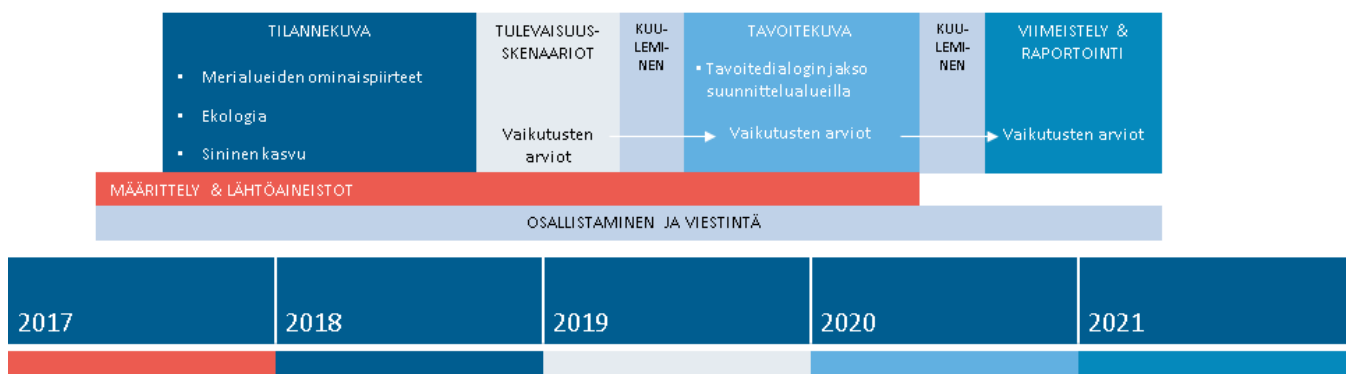 TILANNEKUVA
▪ Merialueiden ominaispiirteet
▪ Ekologia
▪ Sininen kasvu
TULEVAISUUS-
SKENAARIOT
Vaikutusten
arviot
KUU-
LEMI-
NEN
TAVOITEKUVA
▪ Tavoitedialogin jakso
suunnittelualueilla
Vaikutusten arviot
KUU-
LEMI-
NEN
VIIMEISTELY &
RAPORTOINTI
Vaikutusten arviot
MÄÄRITTELY & LÄHTÖAINEISTOT
OSALLISTAMINEN JA VIESTINTÄ
2017
2018
2019
2020
2021